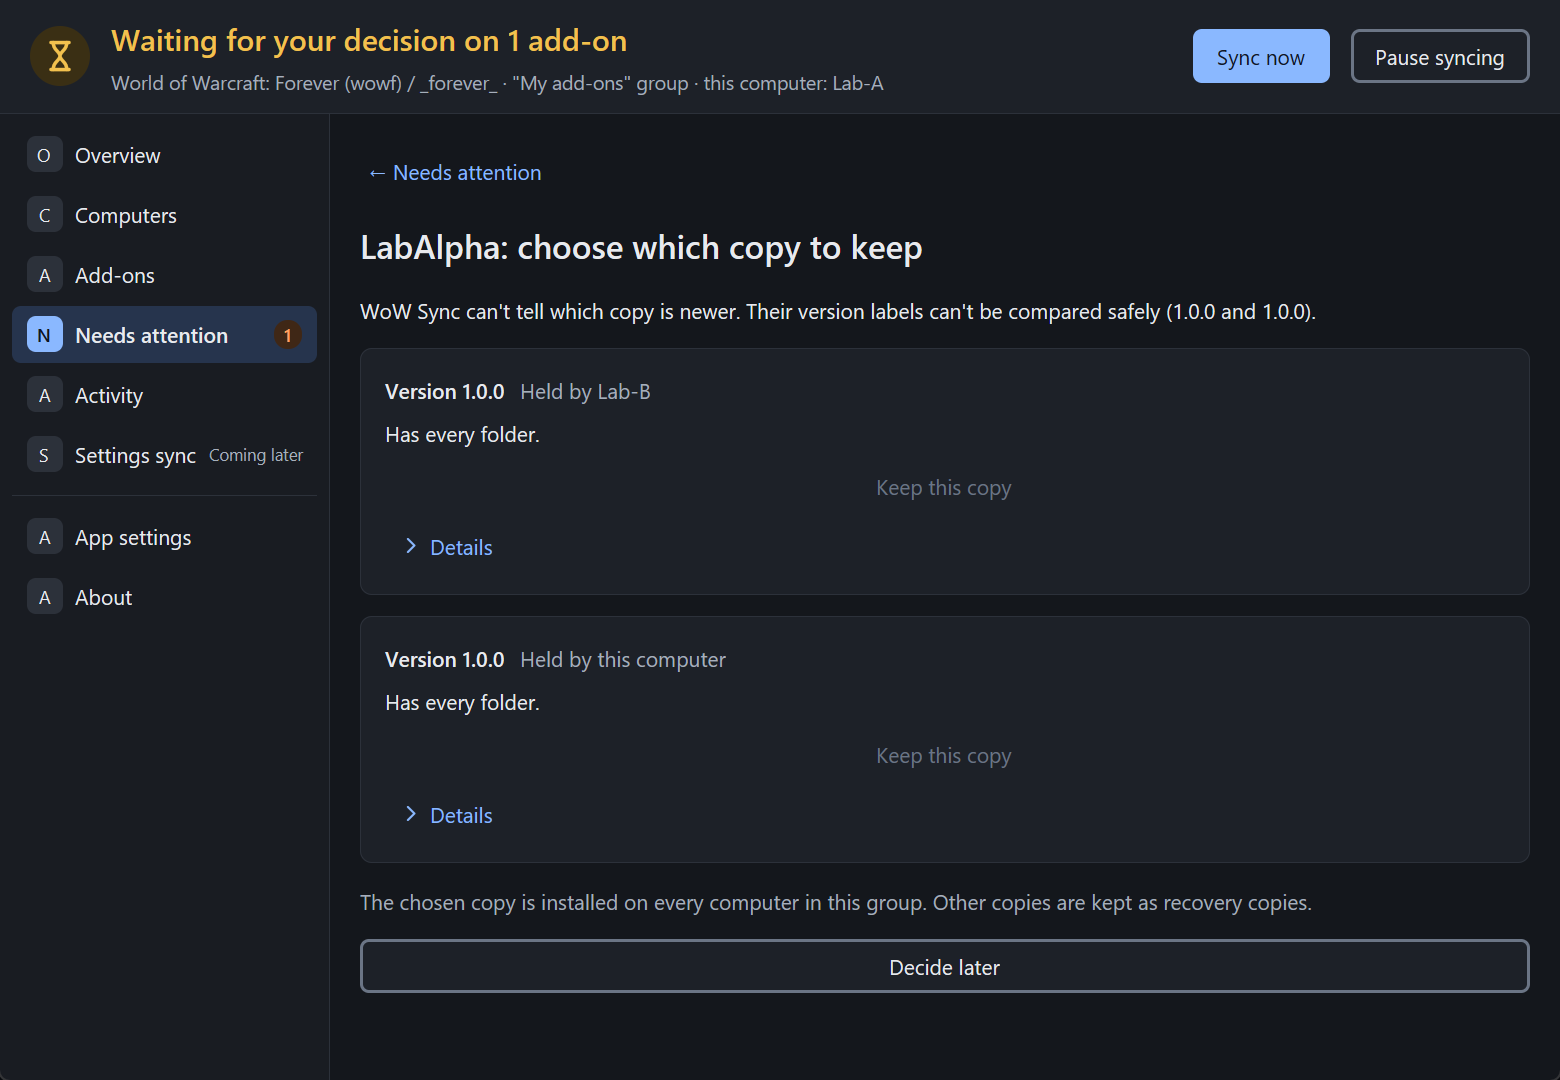 Waiting for your decision on 1 add-on
World of Warcraft: Forever (wowf) / _forever_ · "My add-ons" group · this computer: Lab-A
Sync now
Pause syncing
O Overview
C Computers
A Add-ons
N Needs attention 1
A Activity
S Settings sync Coming later
A App settings
A About
← Needs attention
LabAlpha: choose which copy to keep
WoW Sync can't tell which copy is newer. Their version labels can't be compared safely (1.0.0 and 1.0.0).
Version 1.0.0 Held by Lab-B
Has every folder.
Keep this copy
Details
Version 1.0.0 Held by this computer
Has every folder.
Keep this copy
Details
The chosen copy is installed on every computer in this group. Other copies are kept as recovery copies.
Decide later